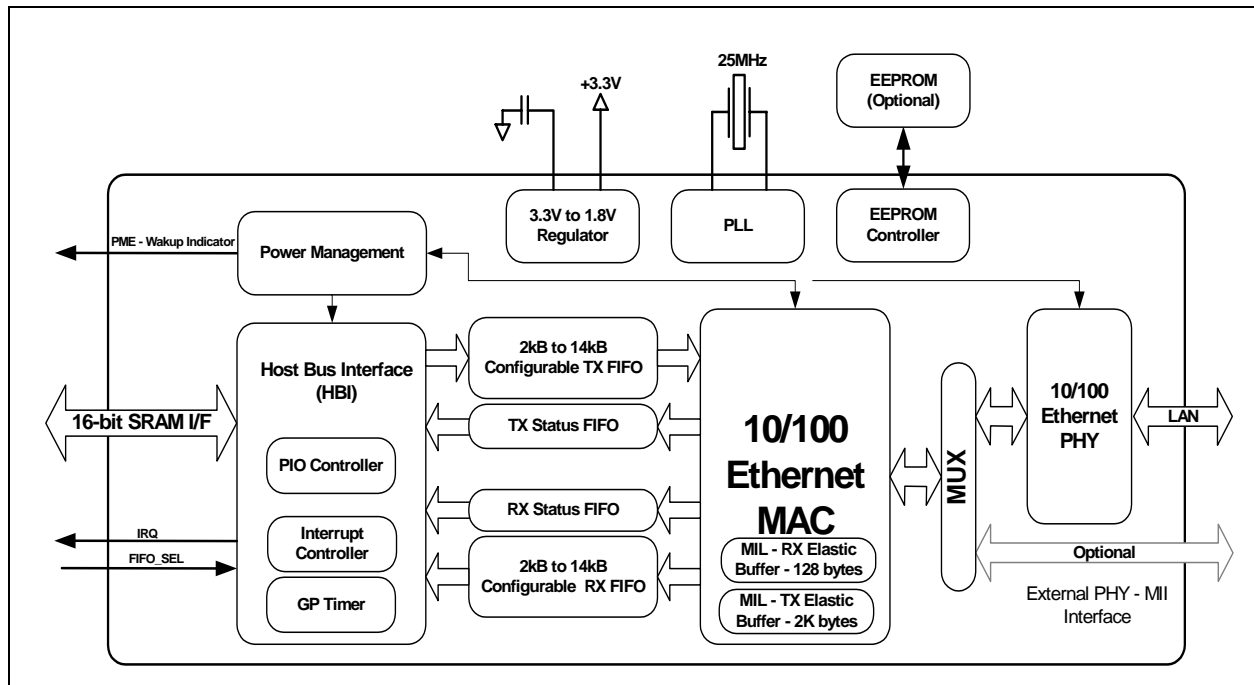 25MHz
+3.3V
EEPROM
(Optional)
3.3V to 1.8V
Regulator
PLL
EEPROM
Controller
PME - Wakup Indicator
Power Management
Host Bus Interface
(HBI)
2kB to 14kB
Configurable TX FIFO
TX Status FIFO
RX Status FIFO
2kB to 14kB
Configurable RX FIFO
16-bit SRAM I/F
PIO Controller
Interrupt
Controller
GP Timer
IRQ
FIFO_SEL
10/100
Ethernet
MAC
MIL - RX Elastic
Buffer - 128 bytes
MIL - TX Elastic
Buffer - 2K bytes
MUX
10/100
Ethernet
PHY
LAN
Optional
External PHY - MII
Interface